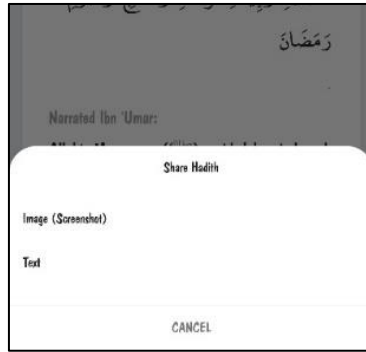 رَمَضَانَ
Narrated Ibn 'Umar:
Share Hadith
Image (Screenshot)
Text
CANCEL